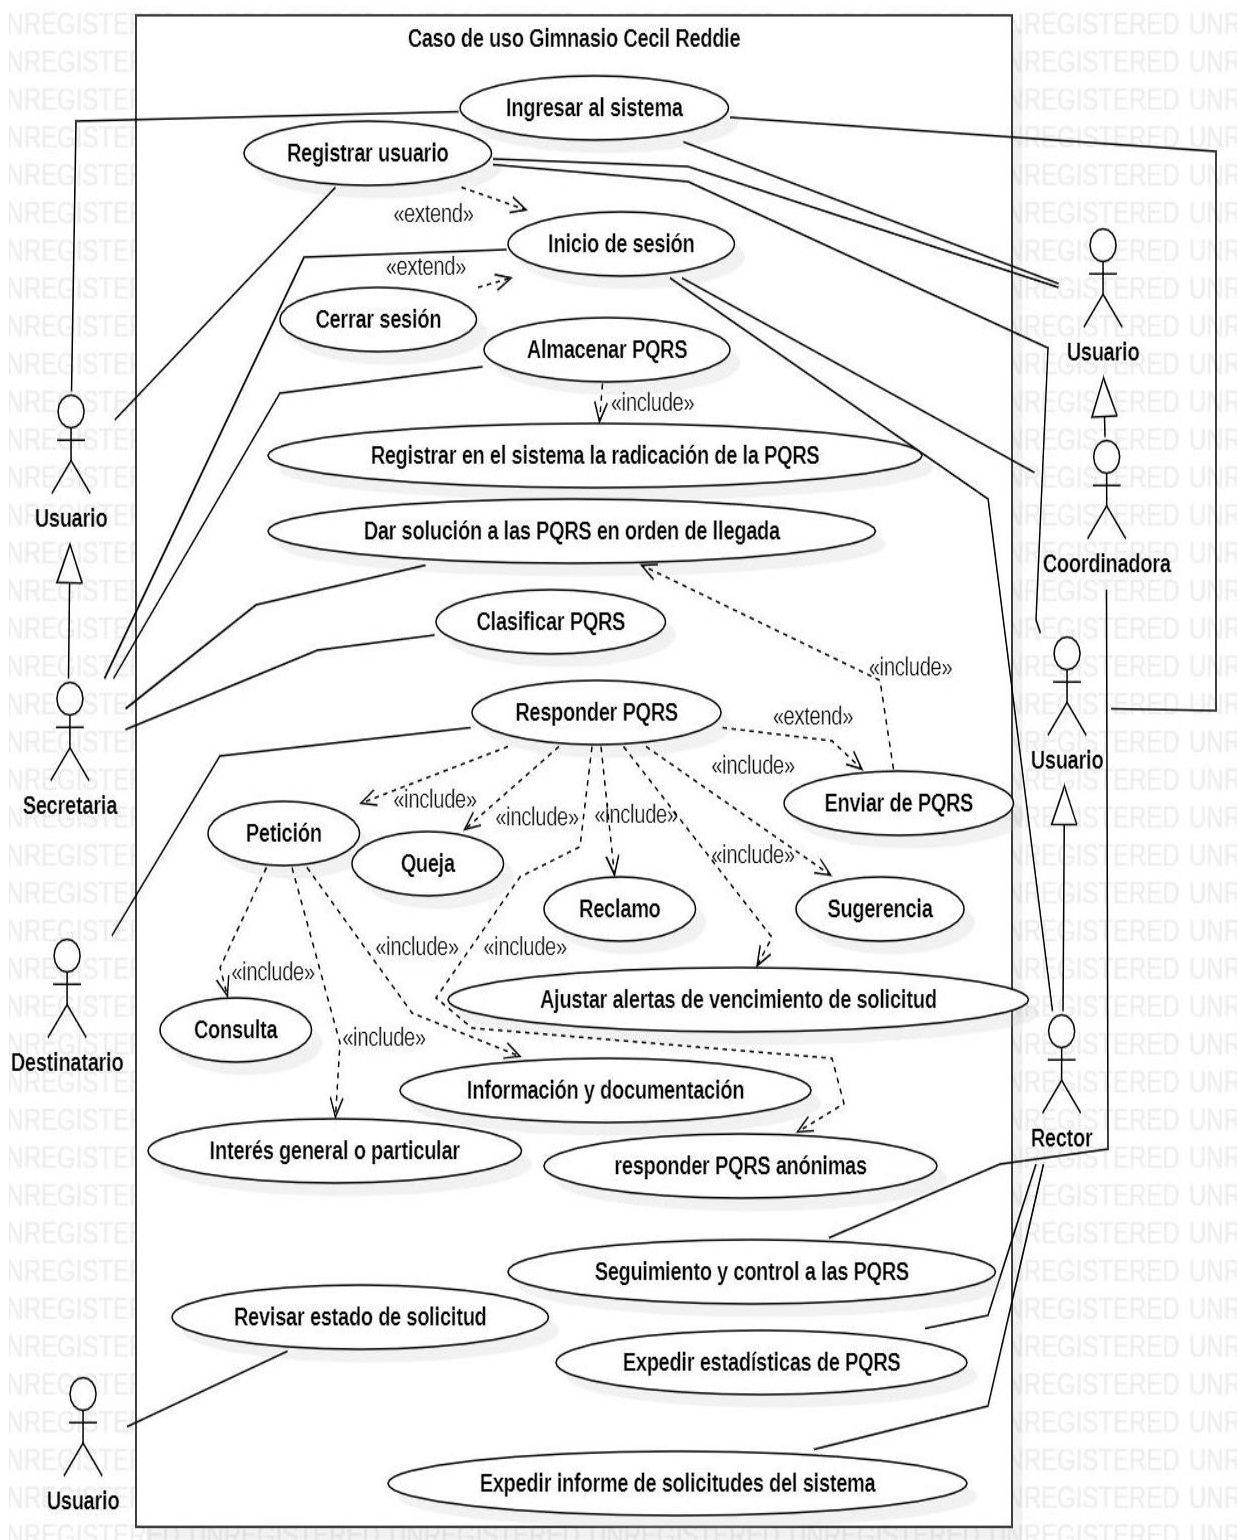 Caso de uso Gimnasio Cecil Reddie
Ingresar al sistema
Registrar usuario
«extend»
Inicio de sesión
«extend»
Cerrar sesión
Almacenar PQRS
«include»
Registrar en el sistema la radicación de la PQRS
Dar solución a las PQRS en orden de llegada
Clasificar PQRS
«include»
Responder PQRS
«extend»
«include»
Enviar de PQRS
«include»
«include»
«include»
Petición
Queja
«include»
Reclamo
Sugerencia
«include»
«include»
«include»
Ajustar alertas de vencimiento de solicitud
Consulta
«include»
Información y documentación
Interés general o particular
responder PQRS anónimas
Seguimiento y control a las PQRS
Revisar estado de solicitud
Expedir estadísticas de PQRS
Expedir informe de solicitudes del sistema
Usuario
Secretaria
Destinatario
Usuario
Usuario
Coordinadora
Usuario
Rector
UNREGISTERED UNREGISTERED